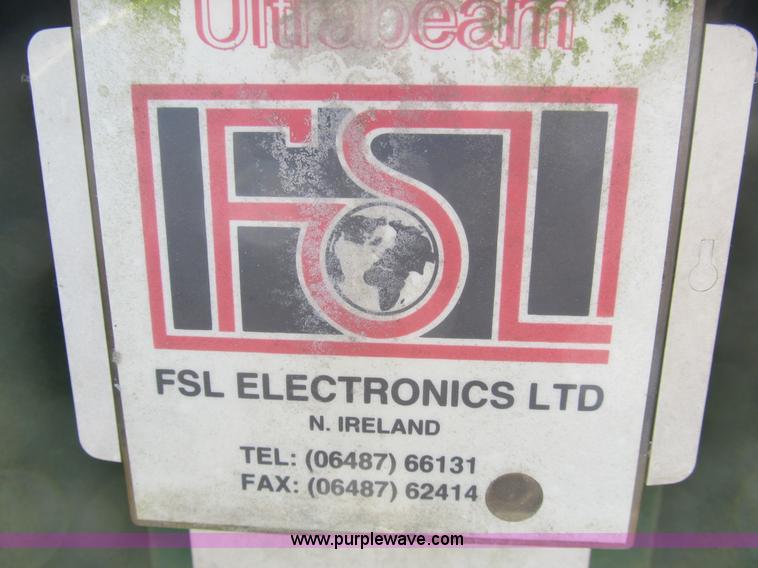 Ultrabeam
FSL
FSL ELECTRONICS LTD
N. IRELAND
TEL: (06487) 66131
FAX: (06487) 62414
www.purplewave.com